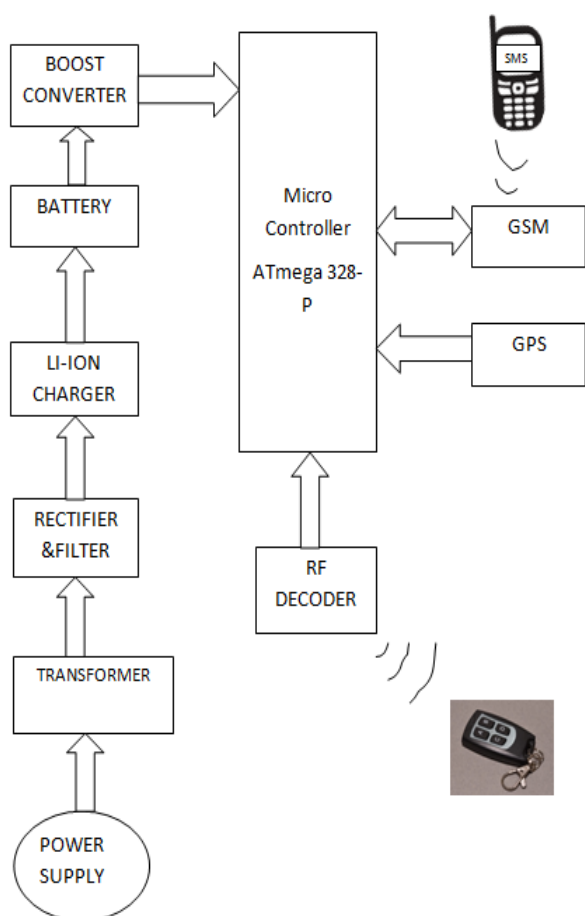 BOOST
CONVERTER
BATTERY
LI-ION
CHARGER
RECTIFIER
&FILTER
TRANSFORMER
POWER
SUPPLY
Micro
Controller
ATmega 328-
P
RF
DECODER
SMS
GSM
GPS